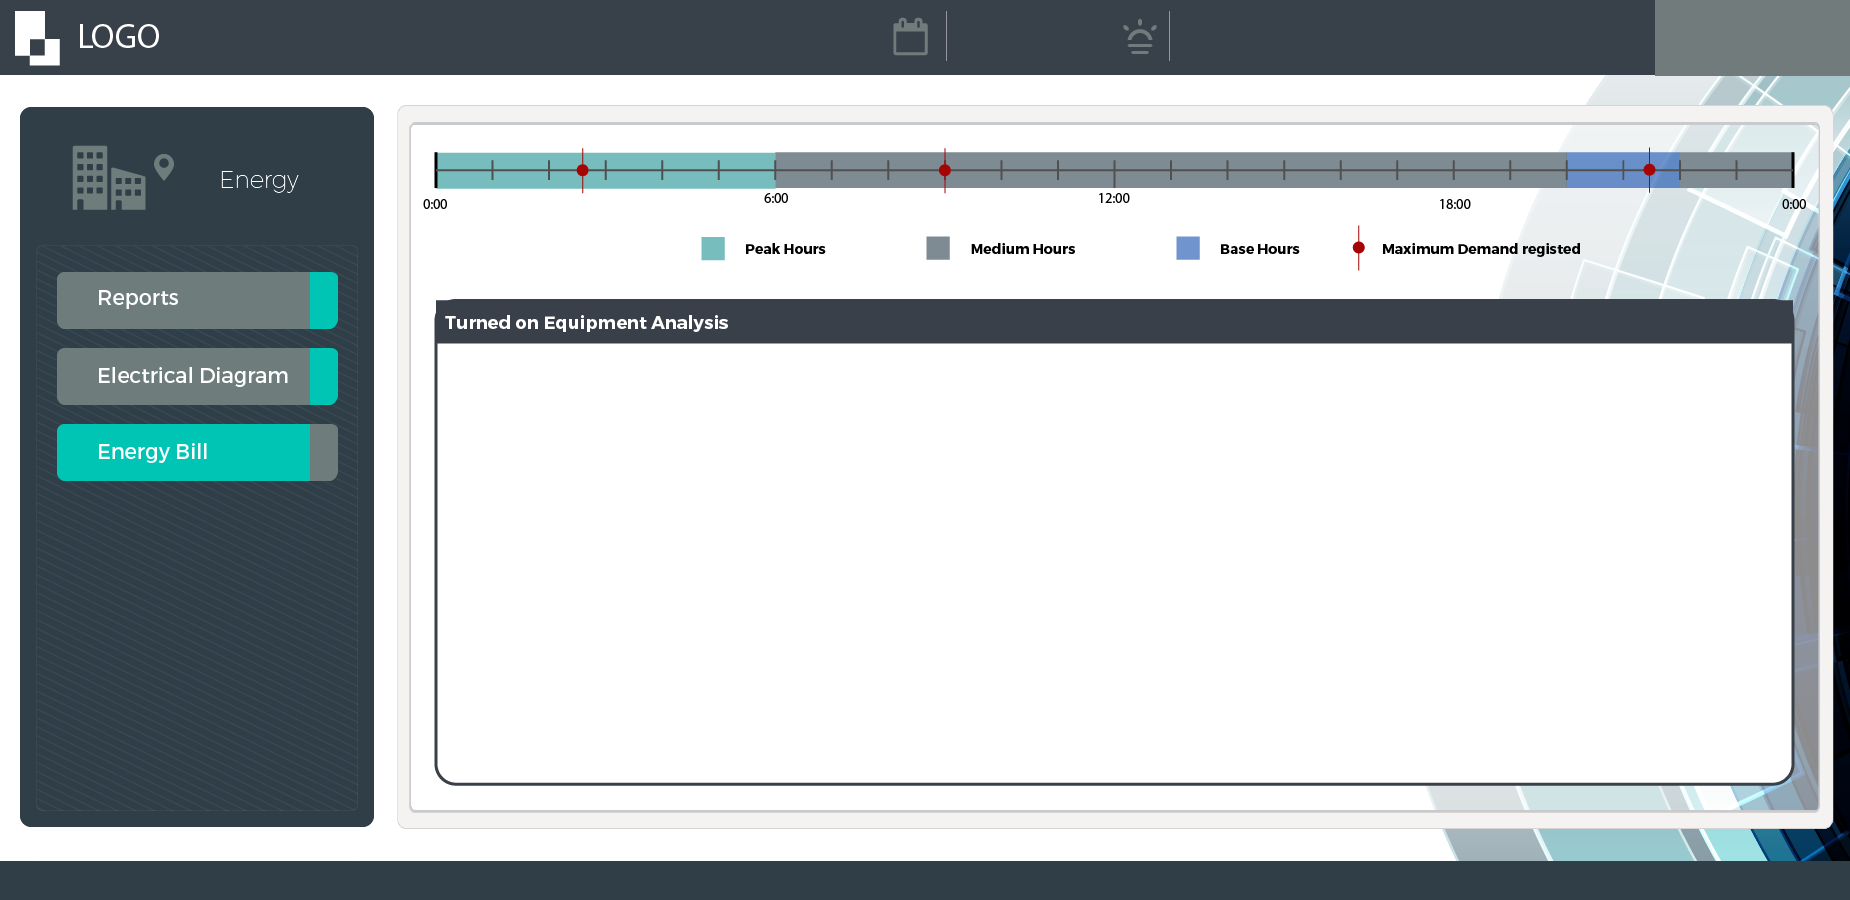 LOGO
Energy
Reports
Electrical Diagram
Energy Bill
0:00
6:00
12:00
18:00
0:00
Peak Hours
Medium Hours
Base Hours
Maximum Demand registed
Turned on Equipment Analysis